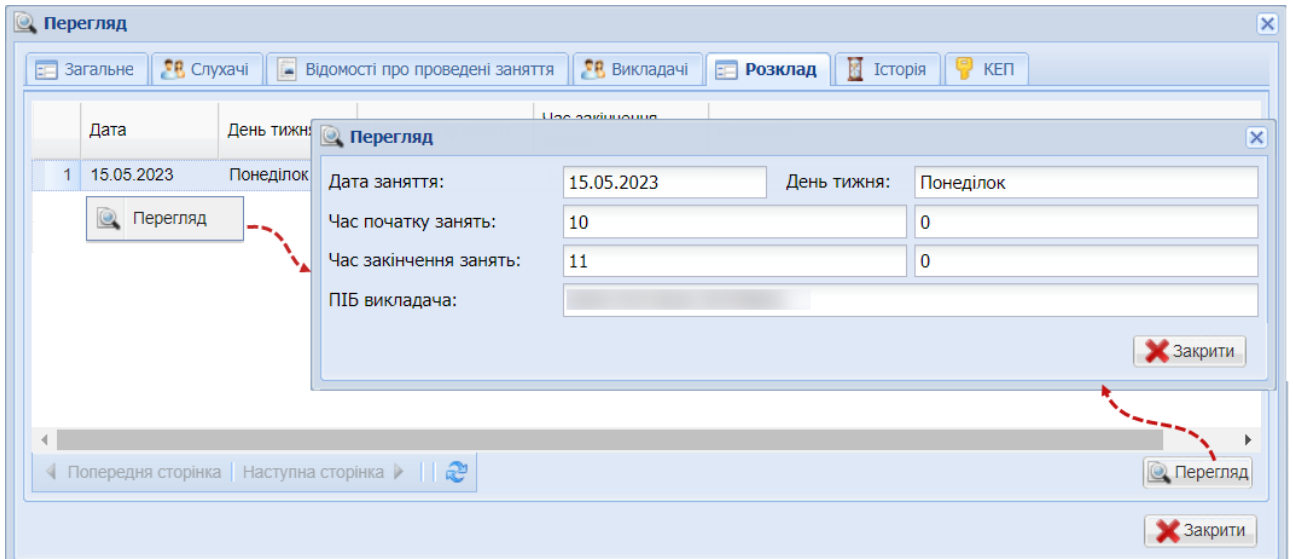 Перегляд
Загальне Слухачі Відомості про проведені заняття Викладачі Розклад Історія КЕП
Дата День тижня
Перегляд
1 15.05.2023 Понеділок
Дата заняття: 15.05.2023 День тижня: Понеділок
Перегляд
Час початку занять: 10 0
Час закінчення занять: 11 0
ПІБ викладача:
Закрити
Попередня сторінка Наступна сторінка
Перегляд
Закрити